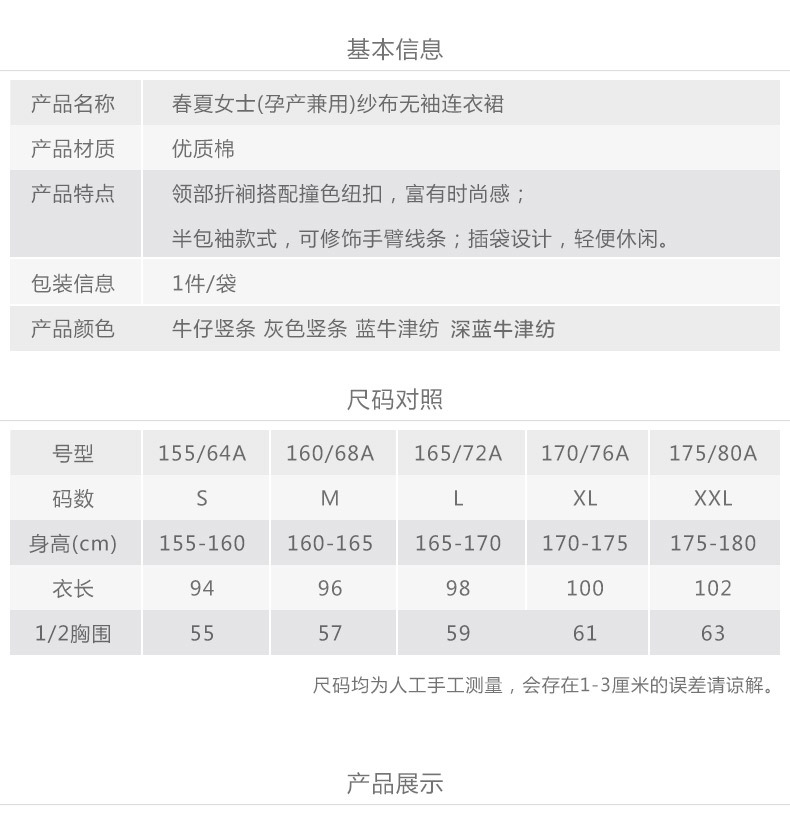 基本信息
产品名称 春夏女士(孕产兼用)纱布无袖连衣裙
产品材质 优质棉
产品特点 领部折裥搭配撞色纽扣，富有时尚感；
半包袖款式，可修饰手臂线条；插袋设计，轻便休闲。
包装信息 1件/袋
产品颜色 牛仔竖条 灰色竖条 蓝牛津纺 深蓝牛津纺
尺码对照
号型 155/64A 160/68A 165/72A 170/76A 175/80A
码数 S M L XL XXL
身高(cm) 155-160 160-165 165-170 170-175 175-180
衣长 94 96 98 100 102
1/2胸围 55 57 59 61 63
尺码均为人工手工测量，会存在1-3厘米的误差请谅解。
产品展示